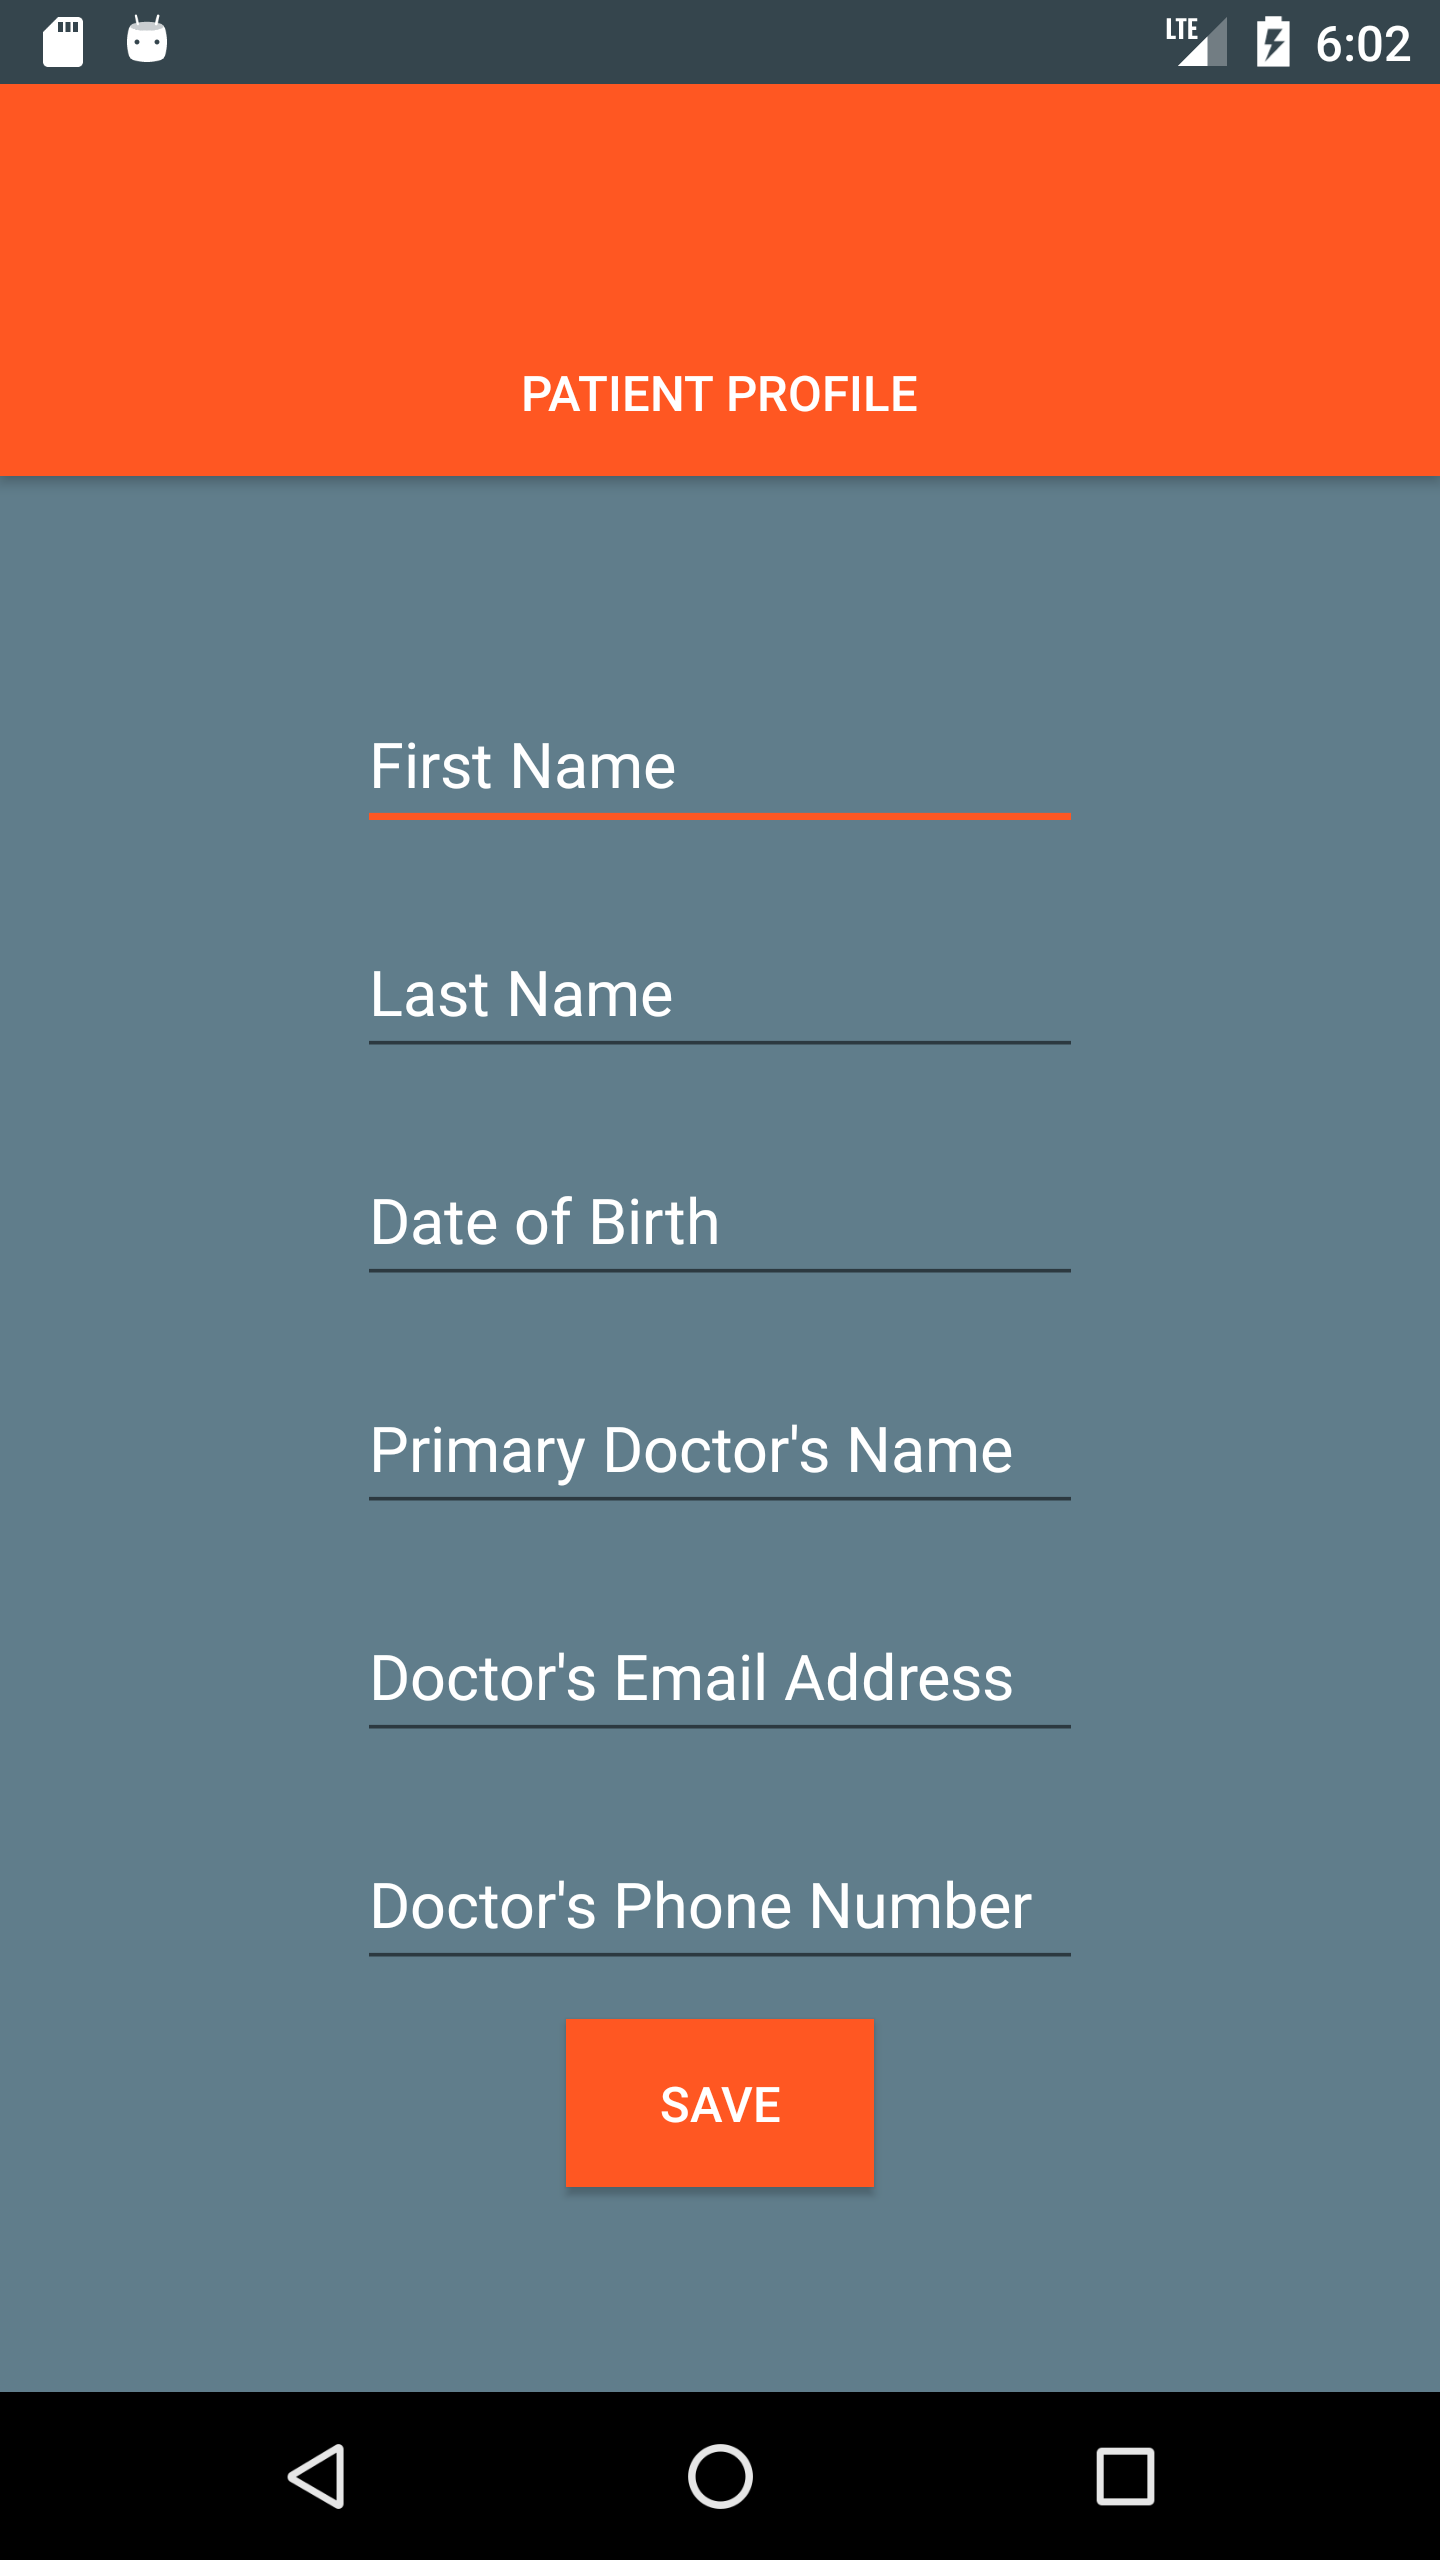 LTE 6:02
PATIENT PROFILE
First Name
Last Name
Date of Birth
Primary Doctor's Name
Doctor's Email Address
Doctor's Phone Number
SAVE